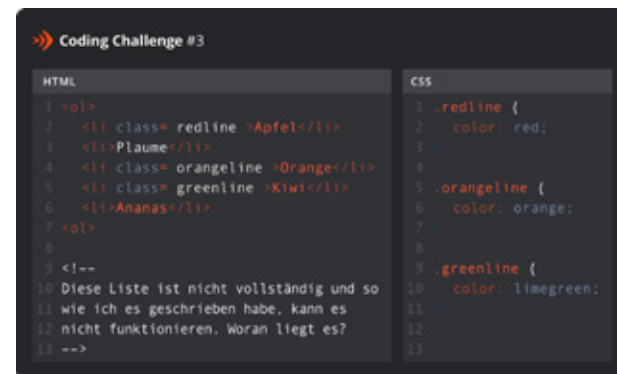 Coding Challenge #3
HTML
1 <ol>
2 <li class= redline >Apfel</li>
3 <li>Plaume</li>
4 <li class= orangeline >Orange</li>
5 <li class= greenline >Kiwi</li>
6 <li>Ananas</li>
7 <ol>
8
9 <!--
10 Diese Liste ist nicht vollständig und so
11 wie ich es geschrieben habe, kann es
12 nicht funktionieren. Woran liegt es?
13 -->
CSS
1 .redline {
2 color: red;
3
4
5 .orangeline {
6 color: orange;
7
8
9 .greenline {
10 color: limegreen;
11
12
13